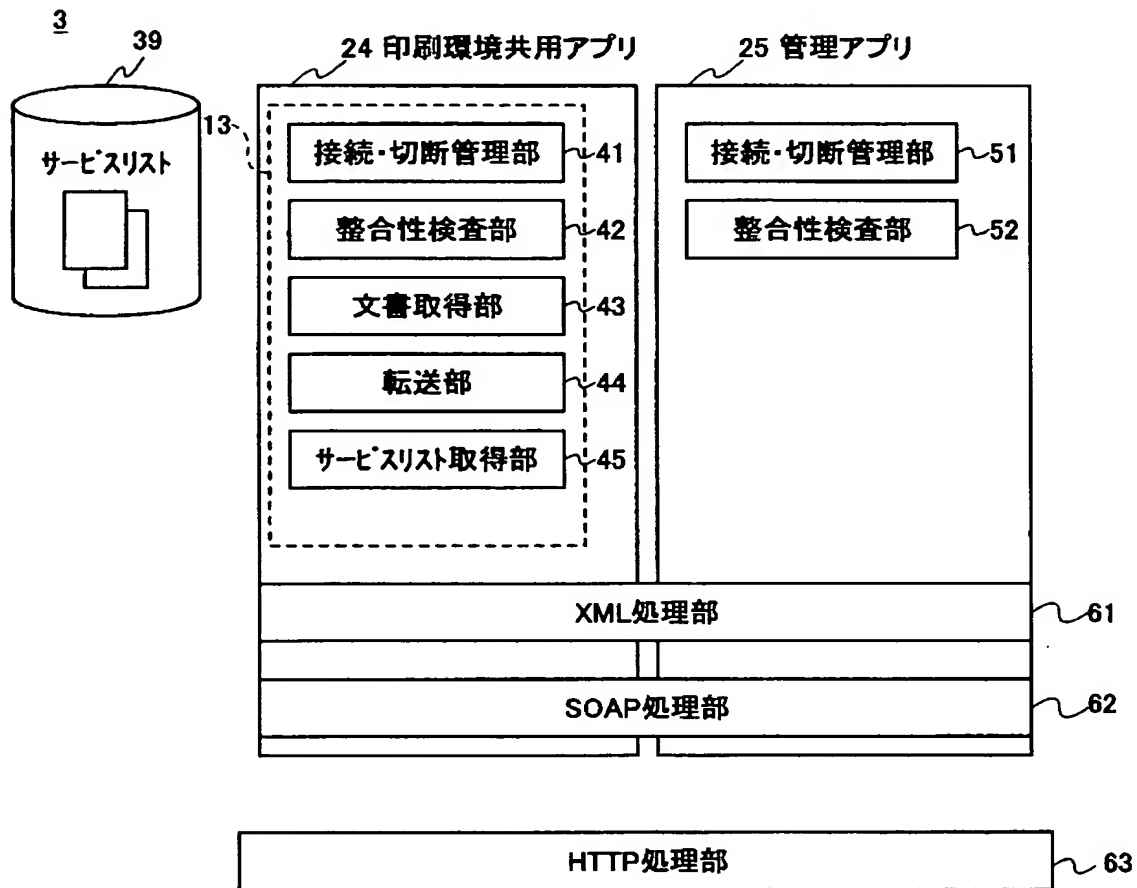 3
39
24 印刷環境共用アプリ
25 管理アプリ
13
サービスリスト
接続・切断管理部
41
整合性検査部
42
文書取得部
43
転送部
44
サービスリスト取得部
45
接続・切断管理部
51
整合性検査部
52
XML処理部
61
SOAP処理部
62
HTTP処理部
63